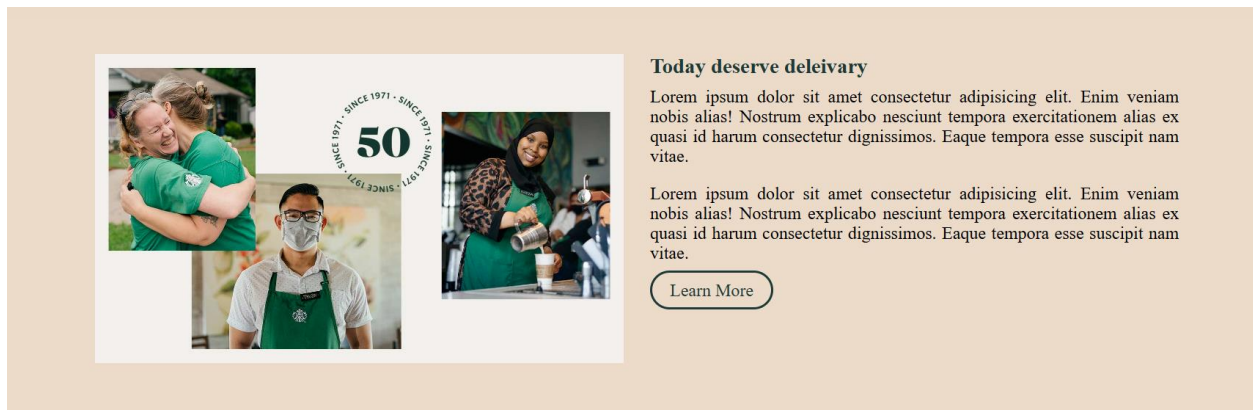 SINCE 1971 • SINCE 1971 • SINCE 1971 • SINCE 1971 • SINCE 1971 •
50
Today deserve deleivary
Lorem ipsum dolor sit amet consectetur adipisicing elit. Enim veniam
nobis alias! Nostrum explicabo nesciunt tempora exercitationem alias ex
quasi id harum consectetur dignissimos. Eaque tempora esse suscipit nam
vitae.
Lorem ipsum dolor sit amet consectetur adipisicing elit. Enim veniam
nobis alias! Nostrum explicabo nesciunt tempora exercitationem alias ex
quasi id harum consectetur dignissimos. Eaque tempora esse suscipit nam
vitae.
Learn More